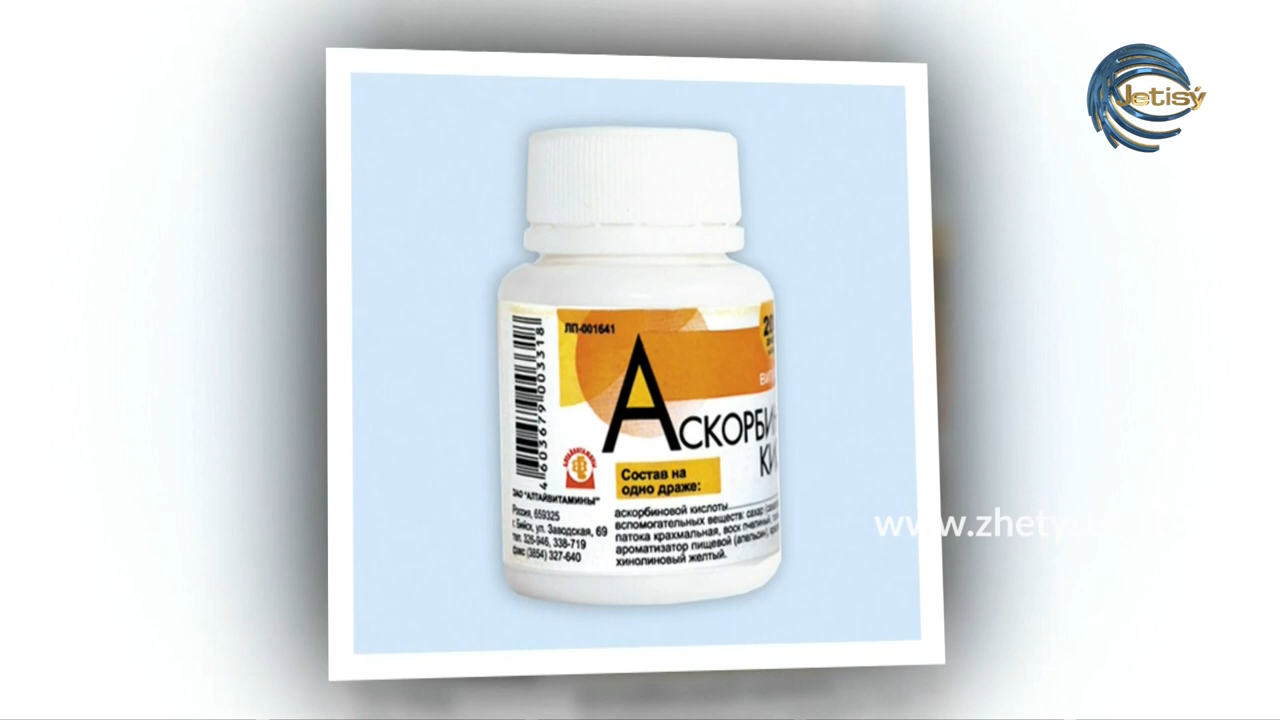 Jetisý
ЛП-001641
Аскорби
4603679003318
Состав на
одно драже:
АЛТАЙВИТАМИНЫ
ЗАО "АЛТАЙВИТАМИНЫ"
Россия, 659325
г. Бийск, ул. Заводская, 69
тел. 326-946, 338-719
факс (3854) 327-640
аскорбиновой кислоты
вспомогательных веществ: сахар
патока крахмальная, воск пчелиный,
ароматизатор пищевой (апельсин),
хинолиновый желтый.
www.zhety